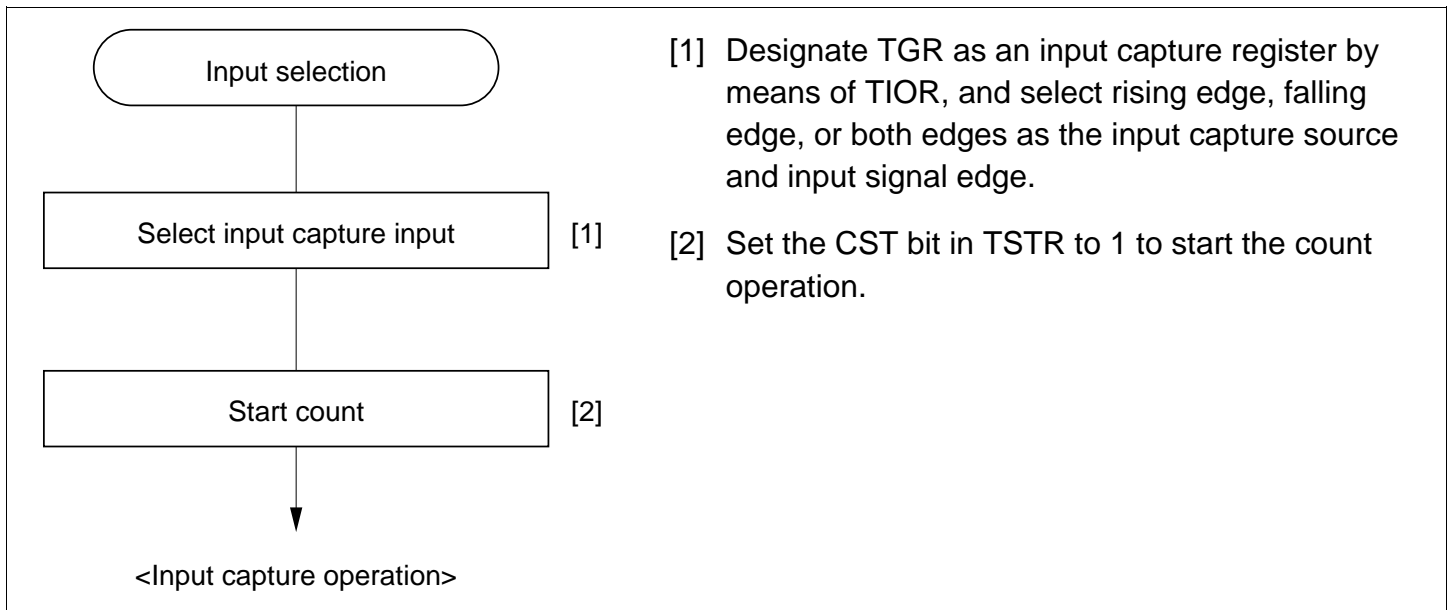 Input selection
Select input capture input
[1]
Start count
[2]
<Input capture operation>
[1] Designate TGR as an input capture register by
means of TIOR, and select rising edge, falling
edge, or both edges as the input capture source
and input signal edge.
[2] Set the CST bit in TSTR to 1 to start the count
operation.